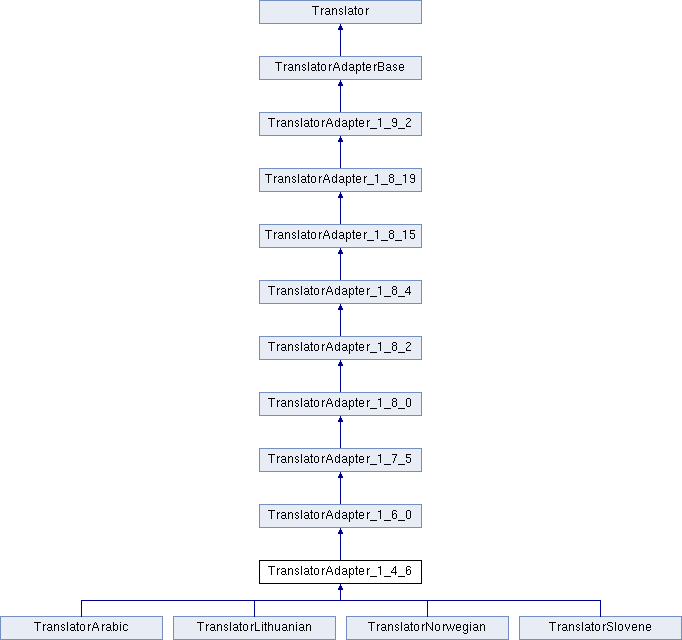 Translator
TranslatorAdapterBase
TranslatorAdapter_1_9_2
TranslatorAdapter_1_8_19
TranslatorAdapter_1_8_15
TranslatorAdapter_1_8_4
TranslatorAdapter_1_8_2
TranslatorAdapter_1_8_0
TranslatorAdapter_1_7_5
TranslatorAdapter_1_6_0
TranslatorAdapter_1_4_6
TranslatorArabic
TranslatorLithuanian
TranslatorNorwegian
TranslatorSlovene